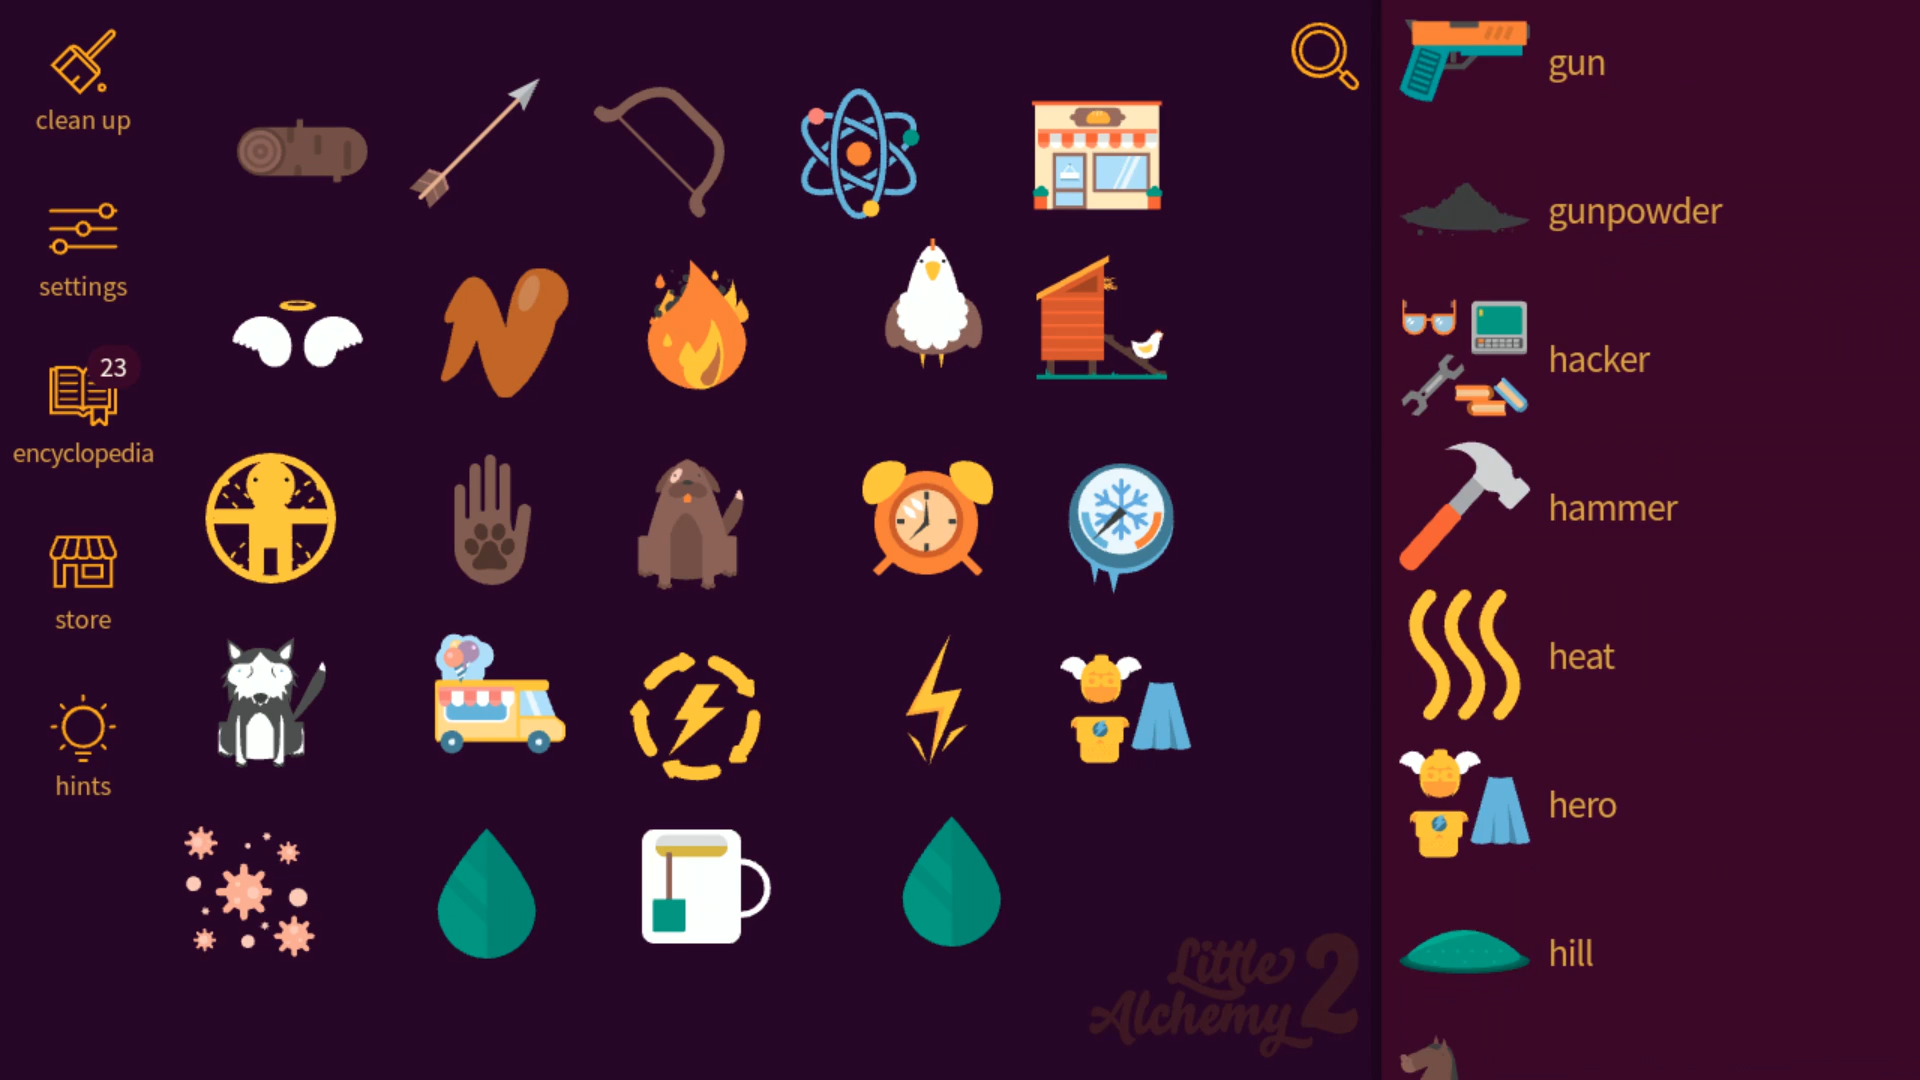 clean up
settings
23
encyclopedia
store
hints
gun
gunpowder
hacker
hammer
heat
hero
hill
Little
Alchemy 2